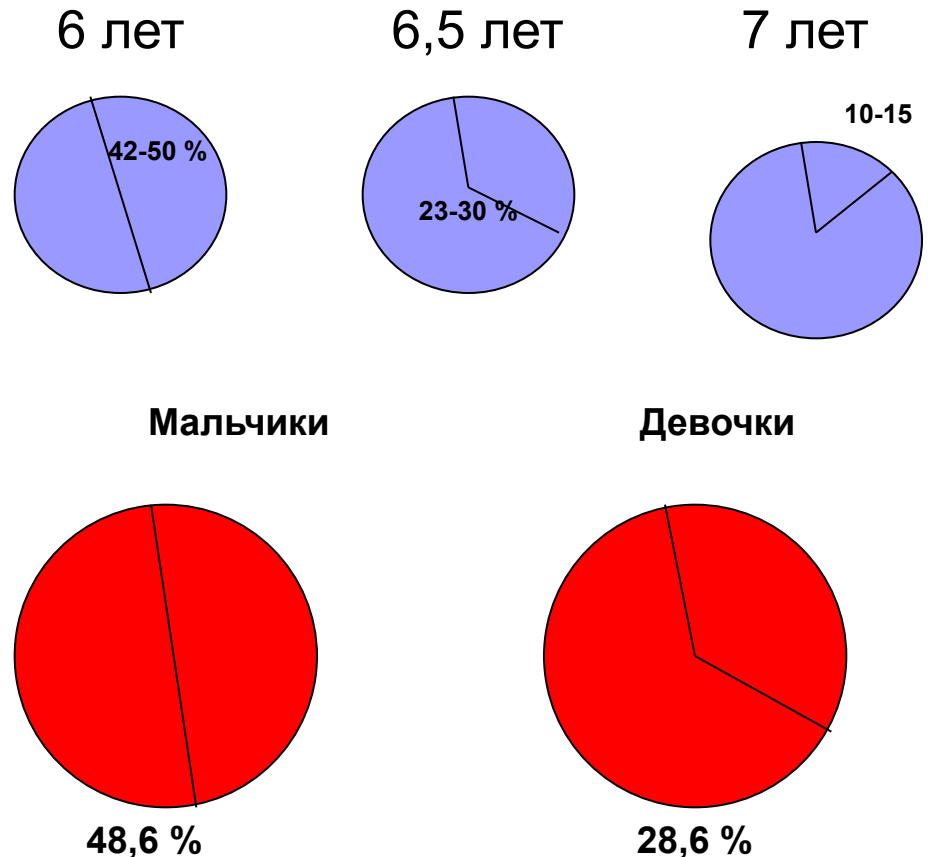 6 лет
6,5 лет
7 лет
10-15
42-50 %
23-30 %
Мальчики
Девочки
48,6 %
28,6 %